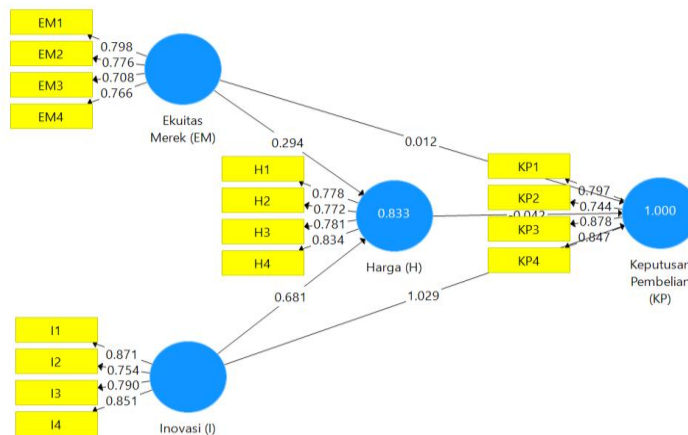 EM1
EM2
EM3
EM4
0.798
0.776
0.708
0.766
Ekuitas
Merek (EM)
0.294
0.012
H1
H2
H3
H4
0.778
0.772
0.781
0.834
0.833
Harga (H)
-0.042
KP1
KP2
KP3
KP4
0.797
0.744
0.878
0.847
1.000
Keputusan
Pembelian
(KP)
0.681
1.029
I1
I2
I3
I4
0.871
0.754
0.790
0.851
Inovasi (I)